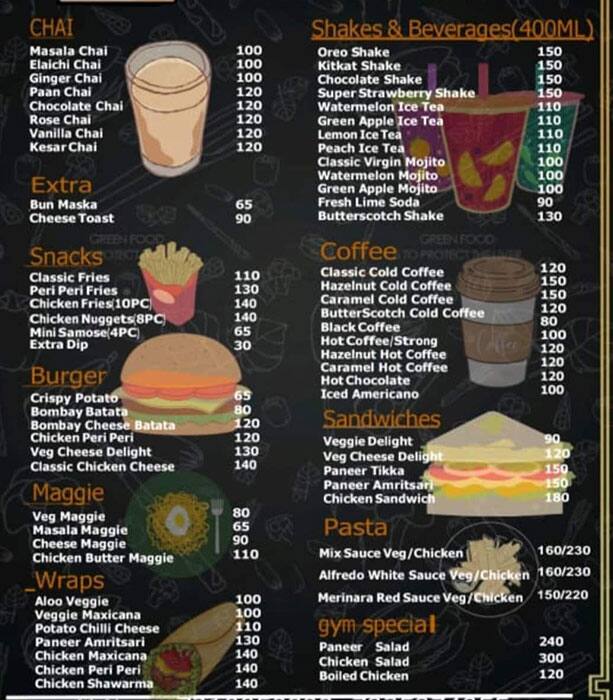 CHAI
Masala Chai 100
Elaichi Chai 100
Ginger Chai 100
Paan Chai 120
Chocolate Chai 120
Rose Chai 120
Vanilla Chai 120
Kesar Chai 120
Extra
Bun Maska 65
Cheese Toast 90
Snacks
Classic Fries 110
Peri Peri Fries 130
Chicken Fries(10PC) 140
Chicken Nuggets(8PC) 140
Mini Samose(4PC) 65
Extra Dip 30
Burger
Crispy Potato 65
Bombay Batata 80
Bombay Cheese Batata 120
Chicken Peri Peri 120
Veg Cheese Delight 130
Classic Chicken Cheese 140
Maggie
Veg Maggie 80
Masala Maggie 65
Cheese Maggie 90
Chicken Butter Maggie 110
_Wraps
Aloo Veggie 100
Veggie Maxicana 100
Potato Chilli Cheese 110
Paneer Amritsari 130
Chicken Maxicana 140
Chicken Peri Peri 140
Chicken Shawarma 140
Shakes & Beverages(400ML)
Oreo Shake 150
Kitkat Shake 150
Chocolate Shake 150
Super Strawberry Shake 150
Watermelon Ice Tea 110
Green Apple Ice Tea 110
Lemon Ice Tea 110
Peach Ice Tea 110
Classic Virgin Mojito 100
Watermelon Mojito 100
Green Apple Mojito 100
Fresh Lime Soda 90
Butterscotch Shake 130
GREEN FOOD
GREEN FOOD
TO PROTECT
Coffee
Classic Cold Coffee 120
Hazelnut Cold Coffee 150
Caramel Cold Coffee 150
ButterScotch Cold Coffee 120
Black Coffee 80
Hot Coffee/Strong 100
Hazelnut Hot Coffee 120
Caramel Hot Coffee 120
Hot Chocolate 120
Iced Americano 100
Coffee
Sandwiches
Veggie Delight 90
Veg Cheese Delight 120
Paneer Tikka 150
Paneer Amritsari 150
Chicken Sandwich 180
Pasta
Mix Sauce Veg/Chicken 160/230
Alfredo White Sauce Veg/Chicken 160/230
Merinara Red Sauce Veg/Chicken 150/220
gym special
Paneer Salad 240
Chicken Salad 300
Boiled Chicken 120